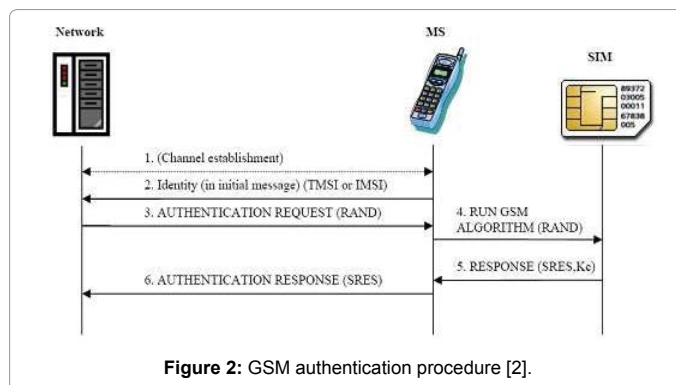 Network
MS
SIM
89372
03005
00011
67838
005
1. (Channel establishment)
2. Identity (in initial message) (TMSI or IMSI)
3. AUTHENTICATION REQUEST (RAND)
4. RUN GSM
ALGORITHM (RAND)
5. RESPONSE (SRES,Kc)
6. AUTHENTICATION RESPONSE (SRES)
Figure 2: GSM authentication procedure [2].